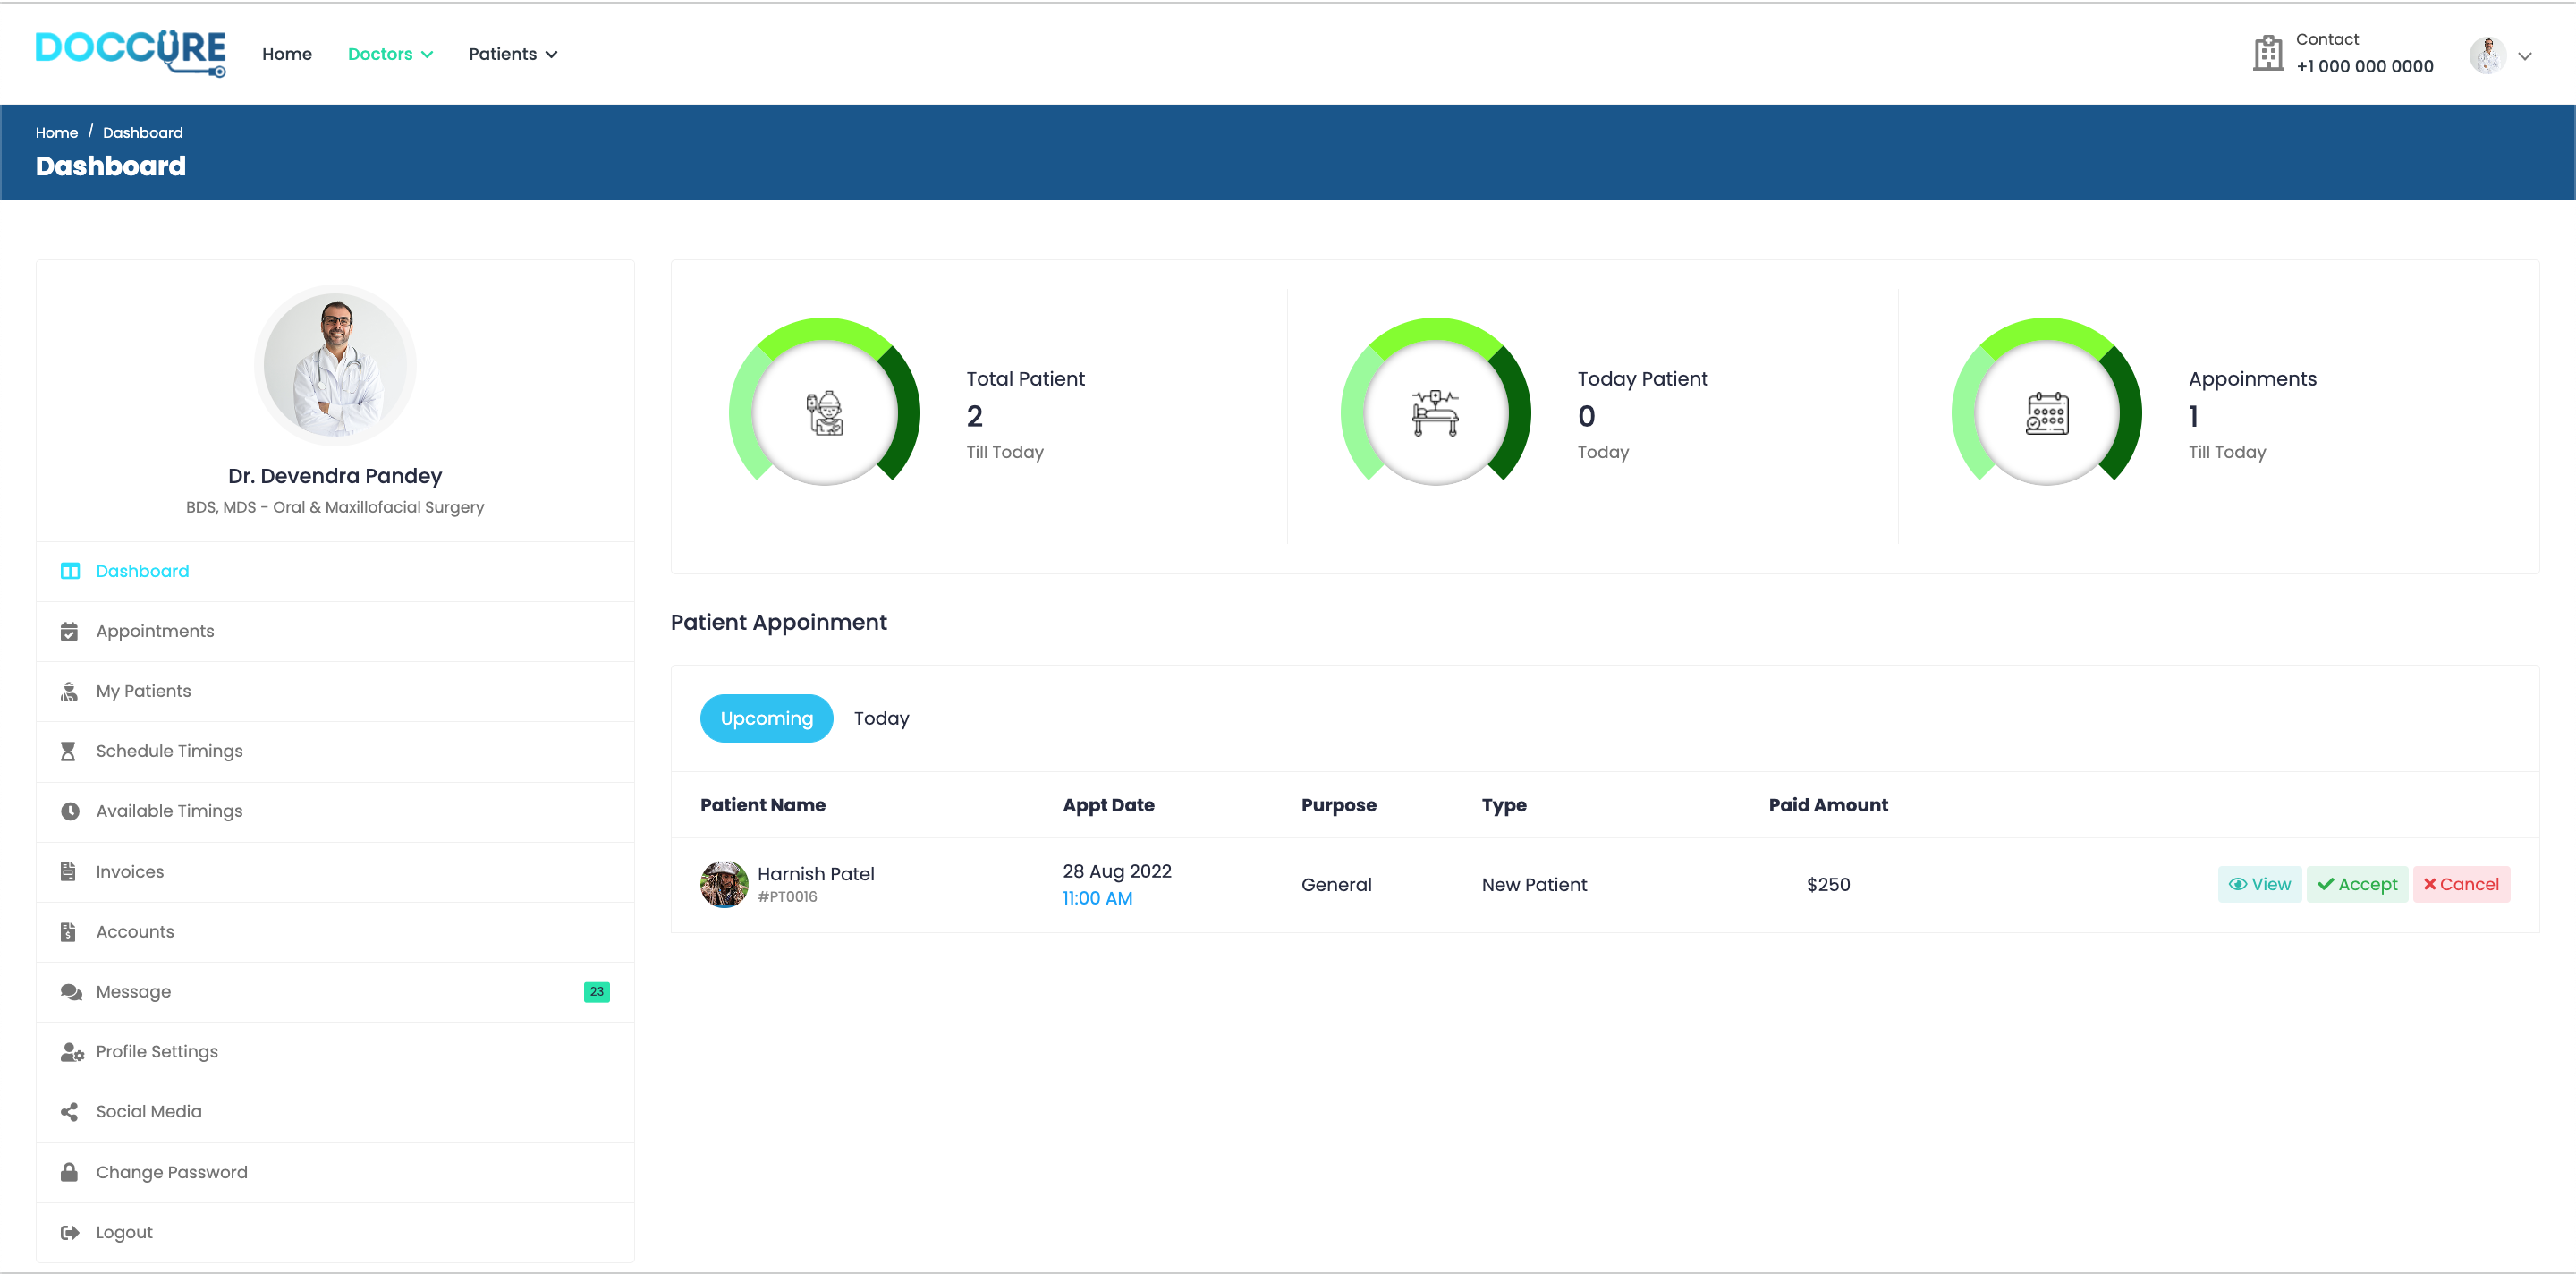 DOCCURE
Home Doctors Patients
Contact
+1 000 000 0000
Home / Dashboard
Dashboard
Dr. Devendra Pandey
BDS, MDS - Oral & Maxillofacial Surgery
Dashboard
Appointments
My Patients
Schedule Timings
Available Timings
Invoices
Accounts
Message 23
Profile Settings
Social Media
Change Password
Logout
Total Patient
2
Till Today
Today Patient
0
Today
Appoinments
1
Till Today
Patient Appoinment
Upcoming Today
Patient Name Appt Date Purpose Type Paid Amount
Harnish Patel
#PT0016
28 Aug 2022
11:00 AM
General New Patient $250 View Accept Cancel